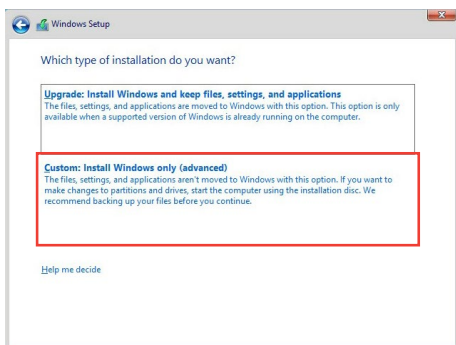 Windows Setup
Which type of installation do you want?
Upgrade: Install Windows and keep files, settings, and applications
The files, settings, and applications are moved to Windows with this option. This option is only
available when a supported version of Windows is already running on the computer.
Custom: Install Windows only (advanced)
The files, settings, and applications aren't moved to Windows with this option. If you want to
make changes to partitions and drives, start the computer using the installation disc. We
recommend backing up your files before you continue.
Help me decide